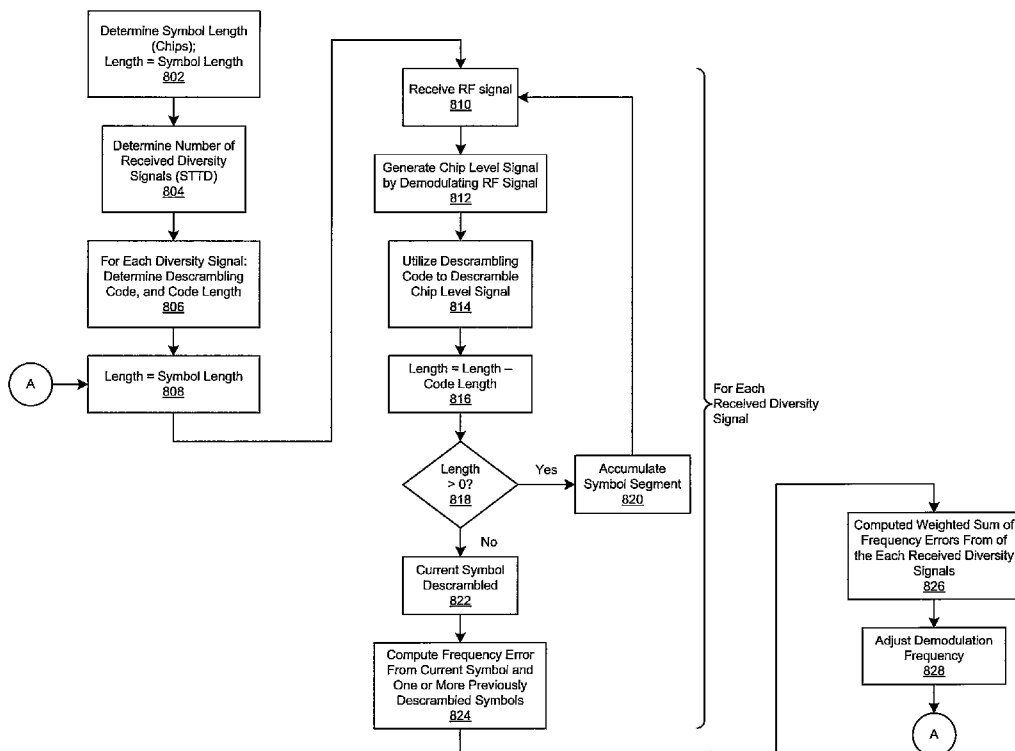 Determine Symbol Length
(Chips);
Length = Symbol Length
802
Determine Number of
Received Diversity
Signals (STTD)
804
For Each Diversity Signal:
Determine Descrambling
Code, and Code Length
806
A
Length = Symbol Length
808
Receive RF signal
810
Generate Chip Level Signal
by Demodulating RF Signal
812
Utilize Descrambling
Code to Descramble
Chip Level Signal
814
Length = Length –
Code Length
816
Length
> 0?
818
Yes
Accumulate
Symbol Segment
820
No
Current Symbol
Descrambled
822
Compute Frequency Error
From Current Symbol and
One or More Previously
Descrambled Symbols
824
For Each
Received Diversity
Signal
Computed Weighted Sum of
Frequency Errors From of
the Each Received Diversity
Signals
826
Adjust Demodulation
Frequency
828
A